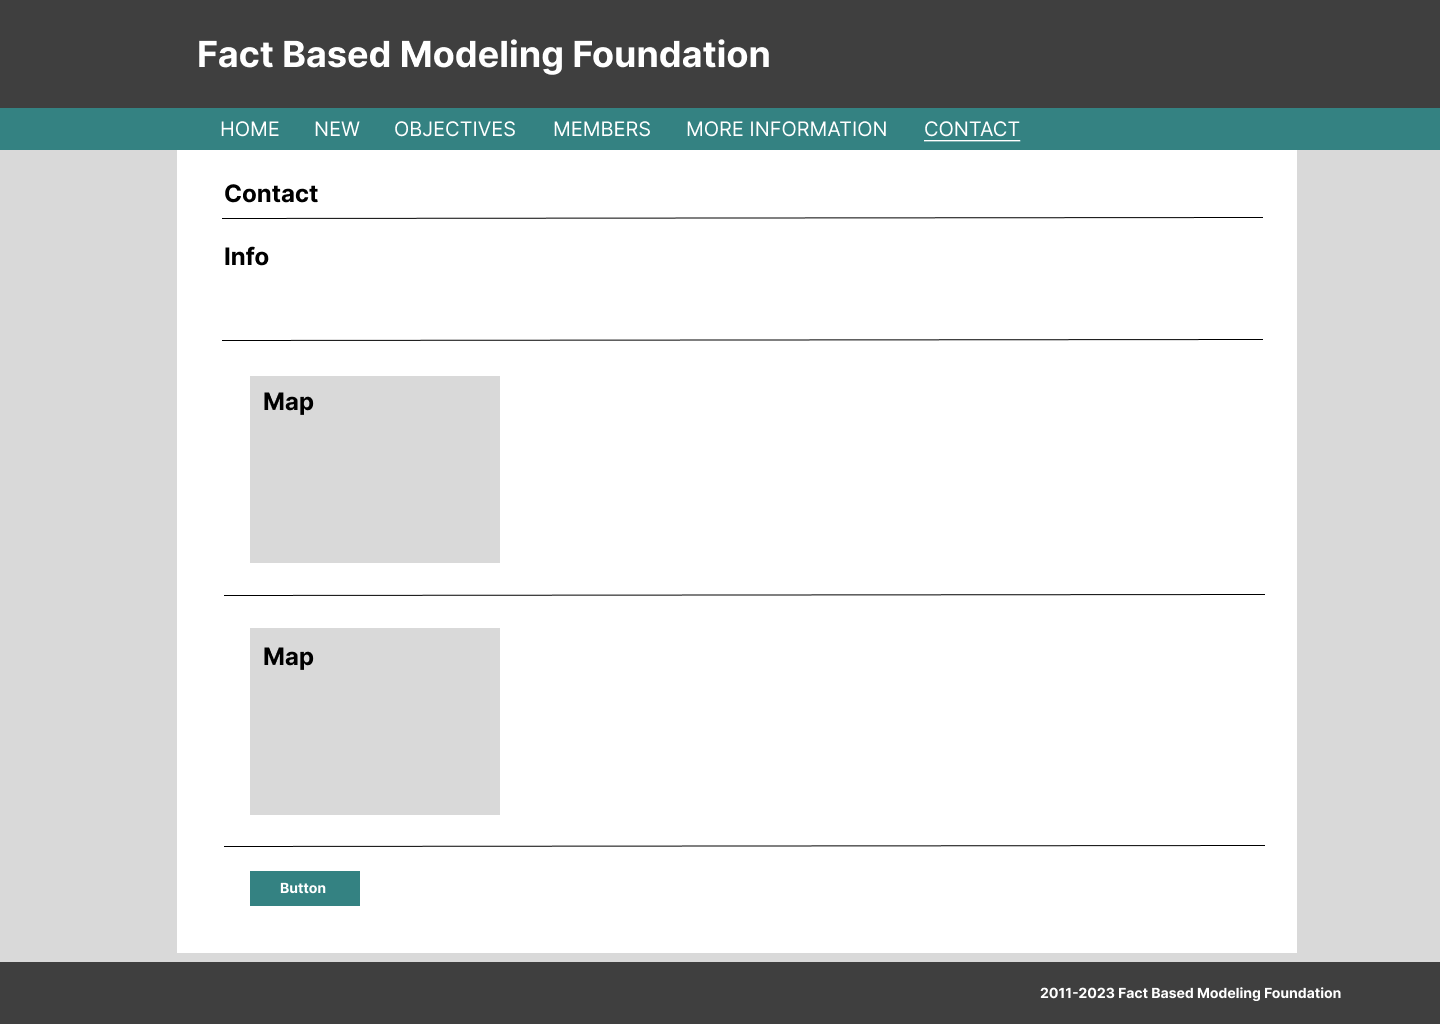 Fact Based Modeling Foundation
HOME NEW OBJECTIVES MEMBERS MORE INFORMATION CONTACT
Contact
Info
Map
Map
Button
2011-2023 Fact Based Modeling Foundation